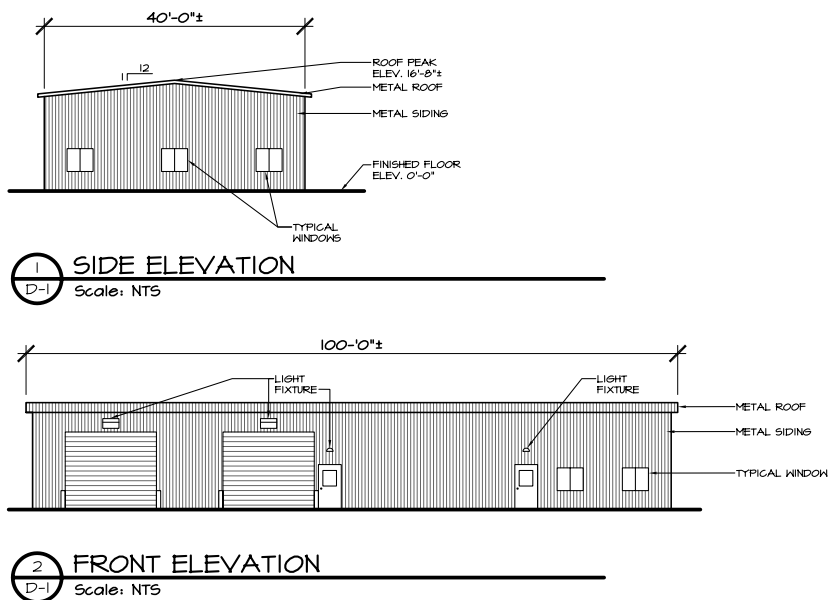 40'-0"±
12
1
ROOF PEAK
ELEV. 16'-8"±
METAL ROOF
METAL SIDING
FINISHED FLOOR
ELEV. 0'-0"
TYPICAL
WINDOWS
1
D-1
SIDE ELEVATION
Scale: NTS
100-'0"±
LIGHT
FIXTURE
LIGHT
FIXTURE
METAL ROOF
METAL SIDING
TYPICAL WINDOW
2
D-1
FRONT ELEVATION
Scale: NTS